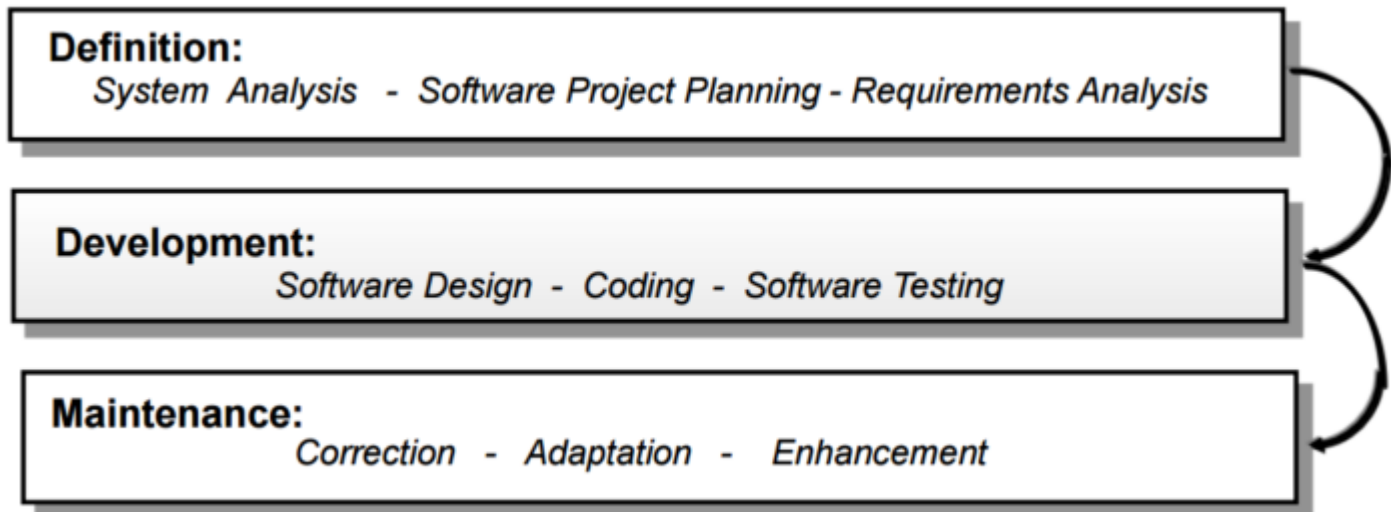 Definition:
System Analysis - Software Project Planning - Requirements Analysis
Development:
Software Design - Coding - Software Testing
Maintenance:
Correction - Adaptation - Enhancement